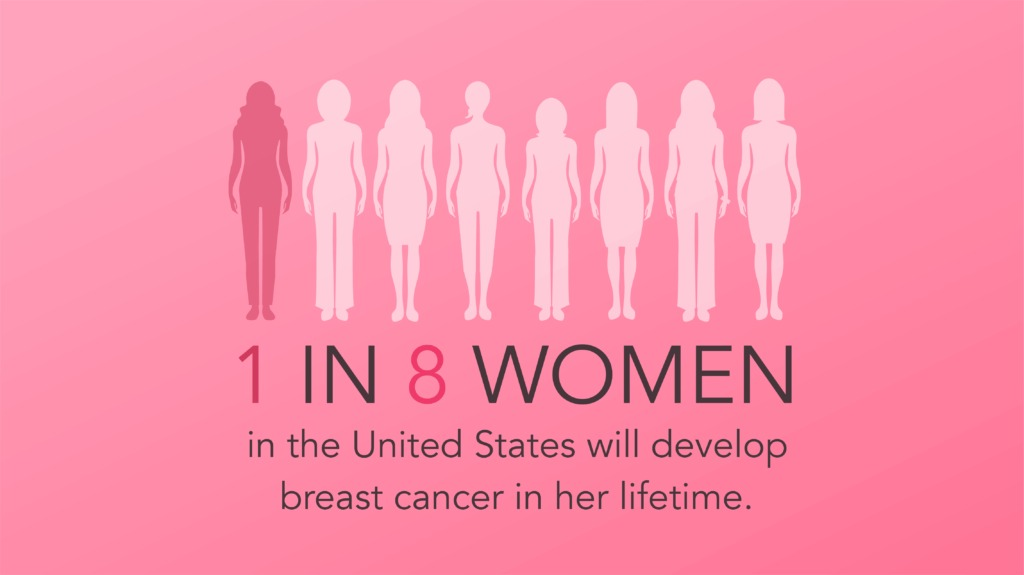 1 IN 8 WOMEN
in the United States will develop
breast cancer in her lifetime.